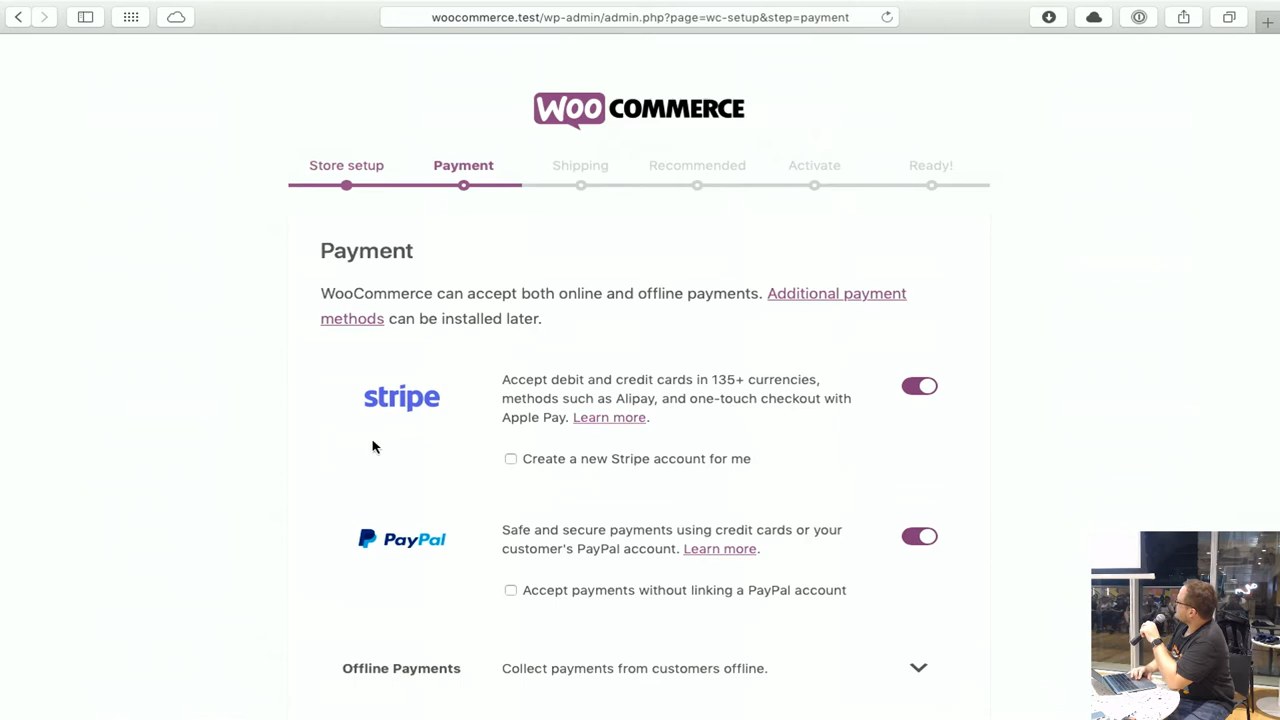 woocommerce.test/wp-admin/admin.php?page=wc-setup&step=payment
WOO COMMERCE
Store setup
Payment
Shipping
Recommended
Activate
Ready!
Payment
WooCommerce can accept both online and offline payments. Additional payment
methods can be installed later.
stripe
Accept debit and credit cards in 135+ currencies,
methods such as Alipay, and one-touch checkout with
Apple Pay. Learn more.
Create a new Stripe account for me
PayPal
Safe and secure payments using credit cards or your
customer's PayPal account. Learn more.
Accept payments without linking a PayPal account
Offline Payments
Collect payments from customers offline.